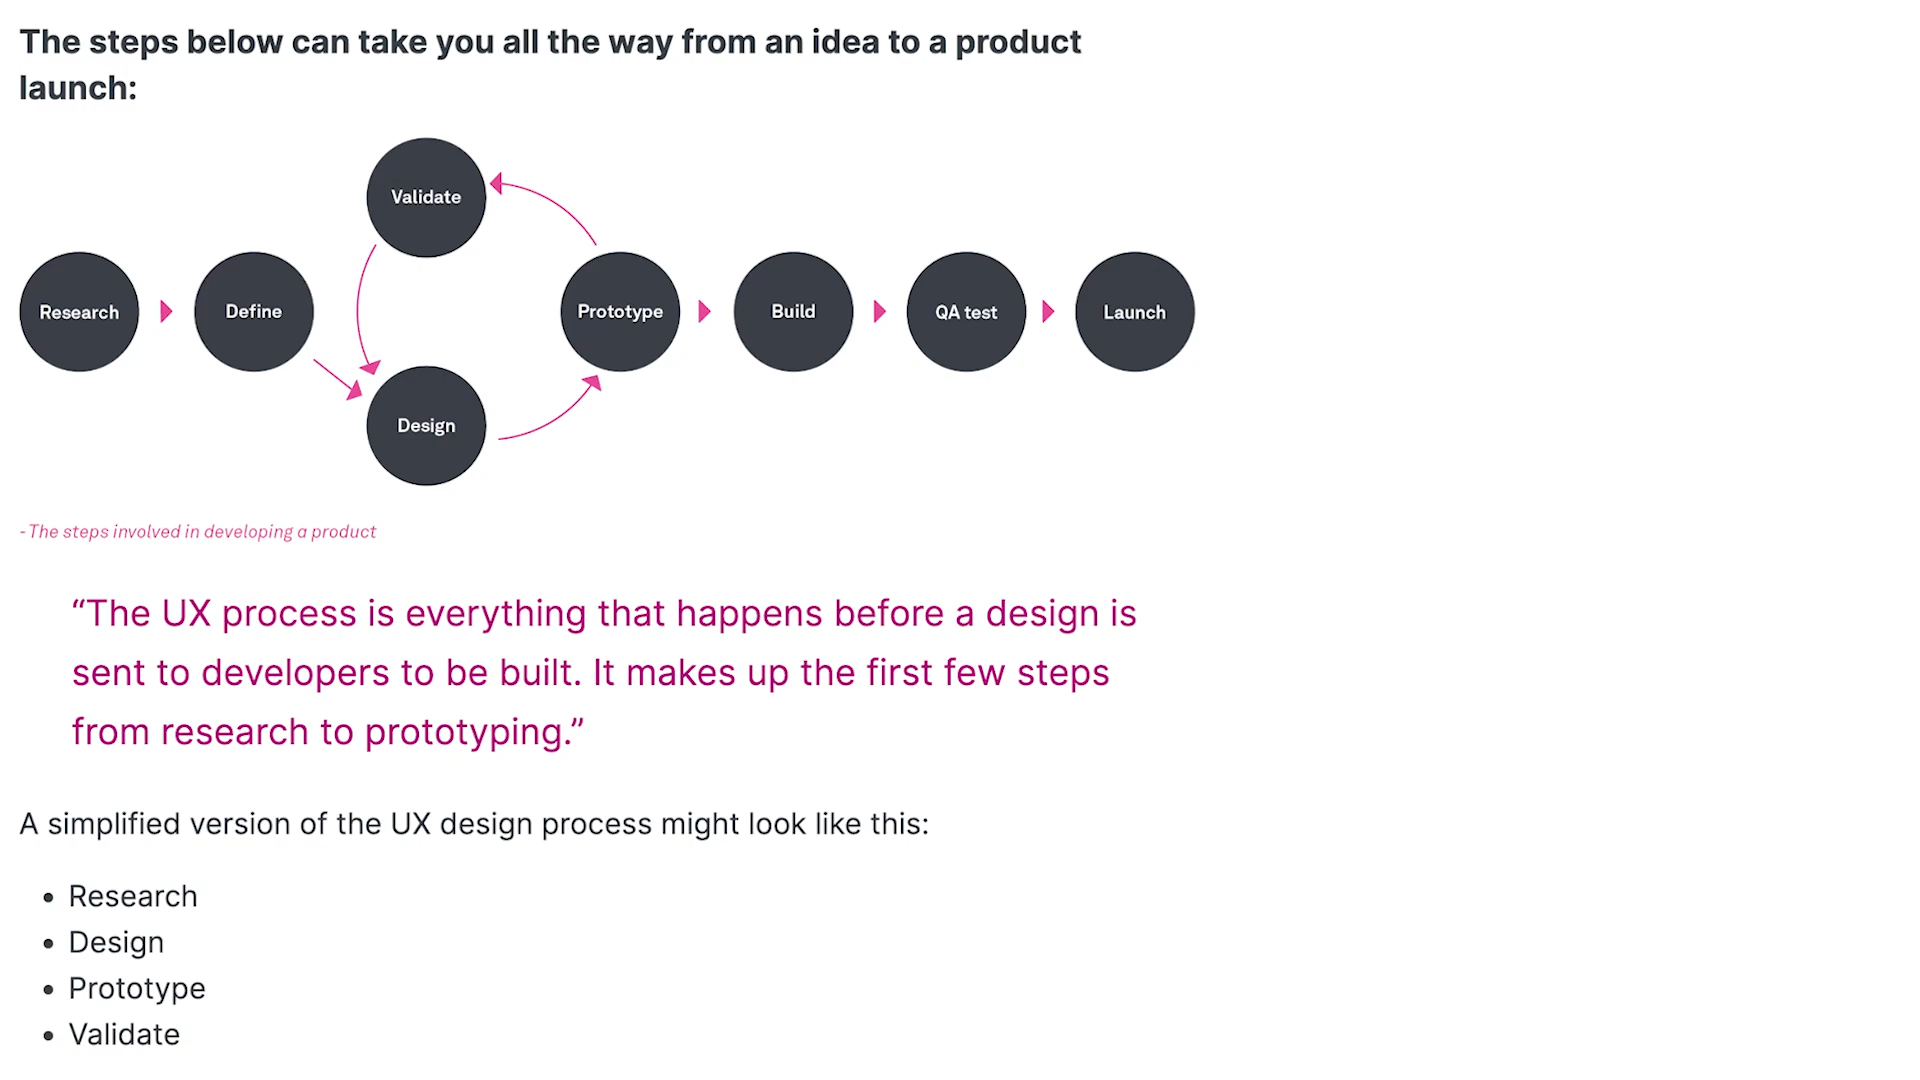 The steps below can take you all the way from an idea to a product
launch:
Validate
Research
Define
Prototype
Build
QA test
Launch
Design
- The steps involved in developing a product
“The UX process is everything that happens before a design is
sent to developers to be built. It makes up the first few steps
from research to prototyping.”
A simplified version of the UX design process might look like this:
• Research
• Design
• Prototype
• Validate